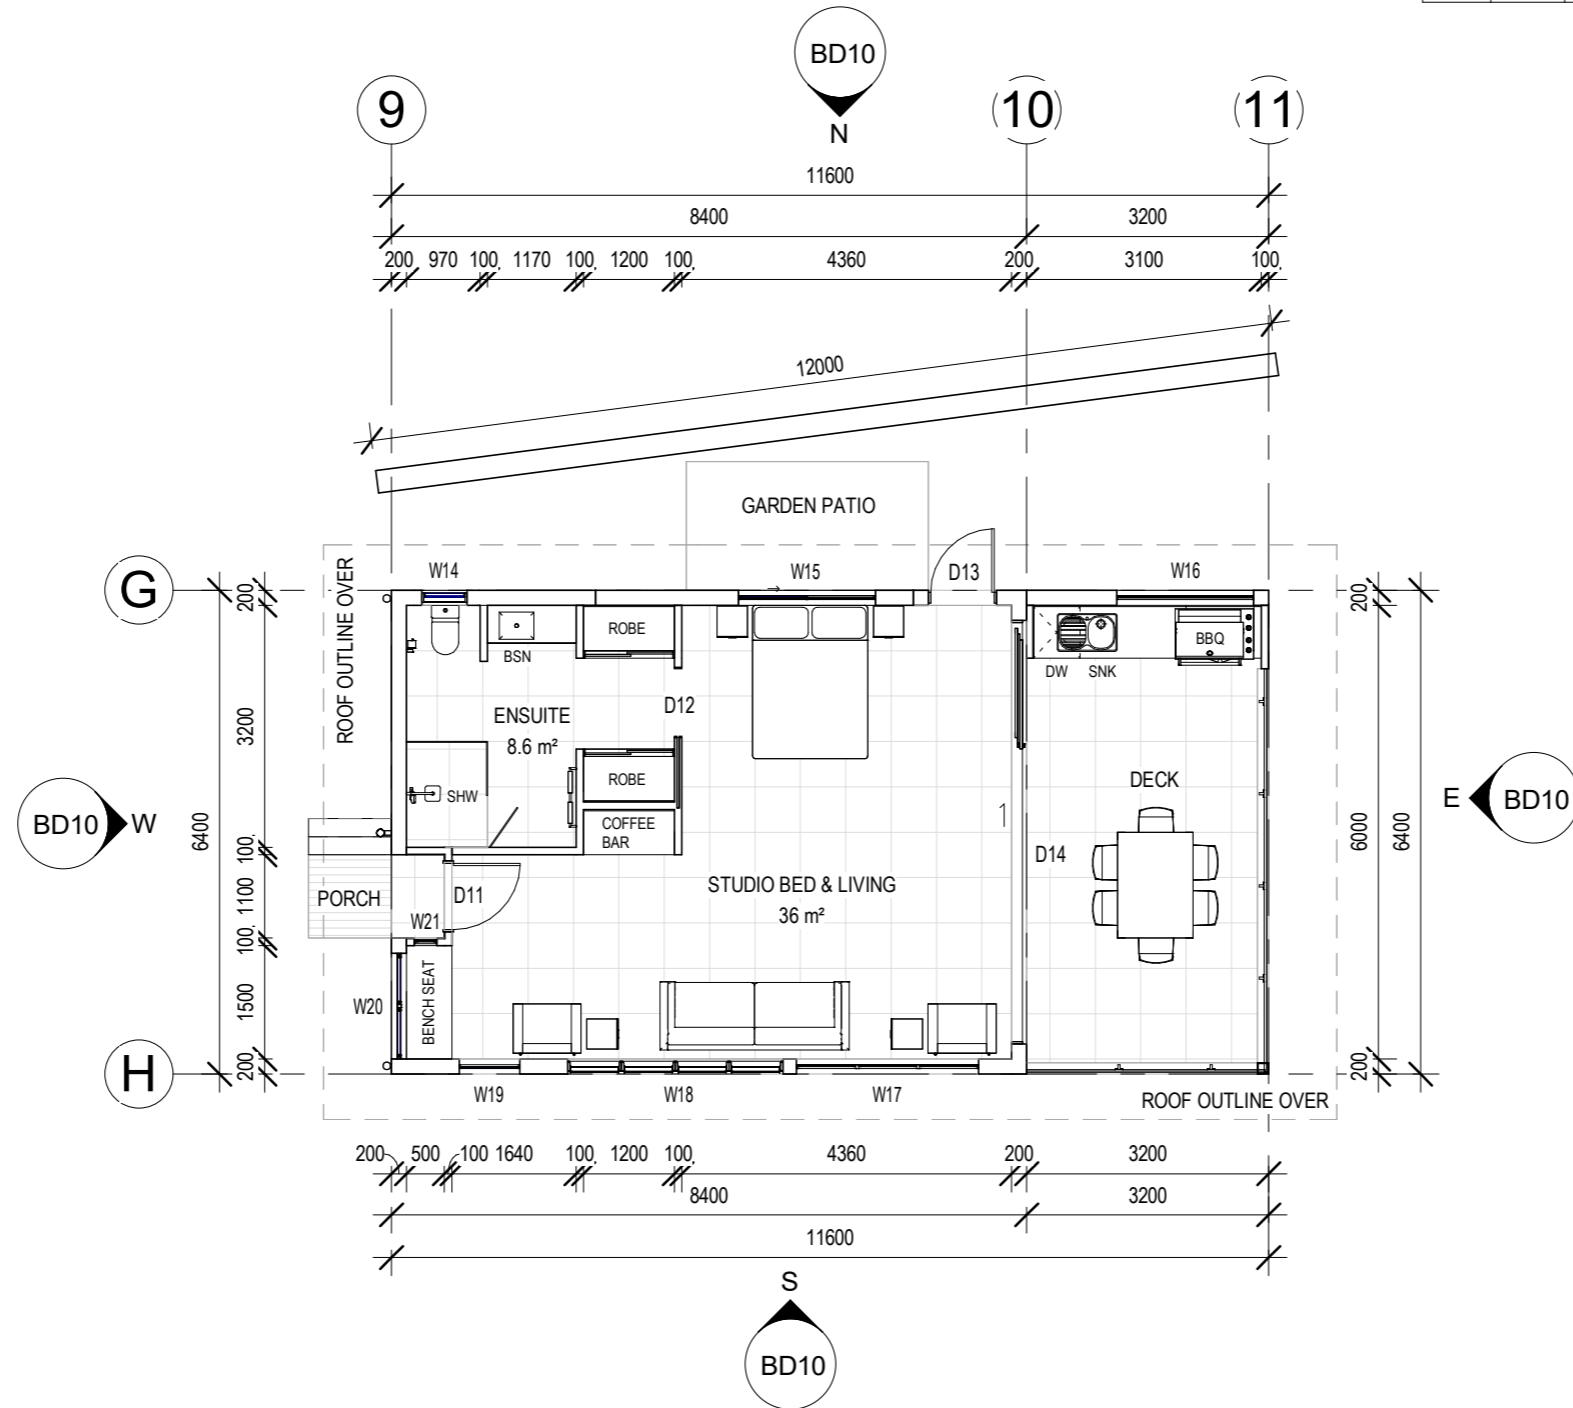 BD10
N
9
10
11
11600
8400
3200
200 970 100, 1170 100, 1200 100, 4360 200 3100 100,
12000
GARDEN PATIO
G
H
ROOF OUTLINE OVER
W14
W15
D13
W16
ROBE
BSN
BBQ
DW SNK
D12
ENSUITE
8.6 m²
ROBE
SHW
COFFEE
BAR
DECK
1
D14
STUDIO BED & LIVING
36 m²
PORCH
D11
W21
W20
BENCH SEAT
W19
W18
W17
ROOF OUTLINE OVER
BD10
W
E
BD10
6400
200
3200
100,
1100
100,
1500
200
200
6000
200
6400
200 500 100 1640 100, 1200 100, 4360 200 3200
8400
3200
11600
S
BD10